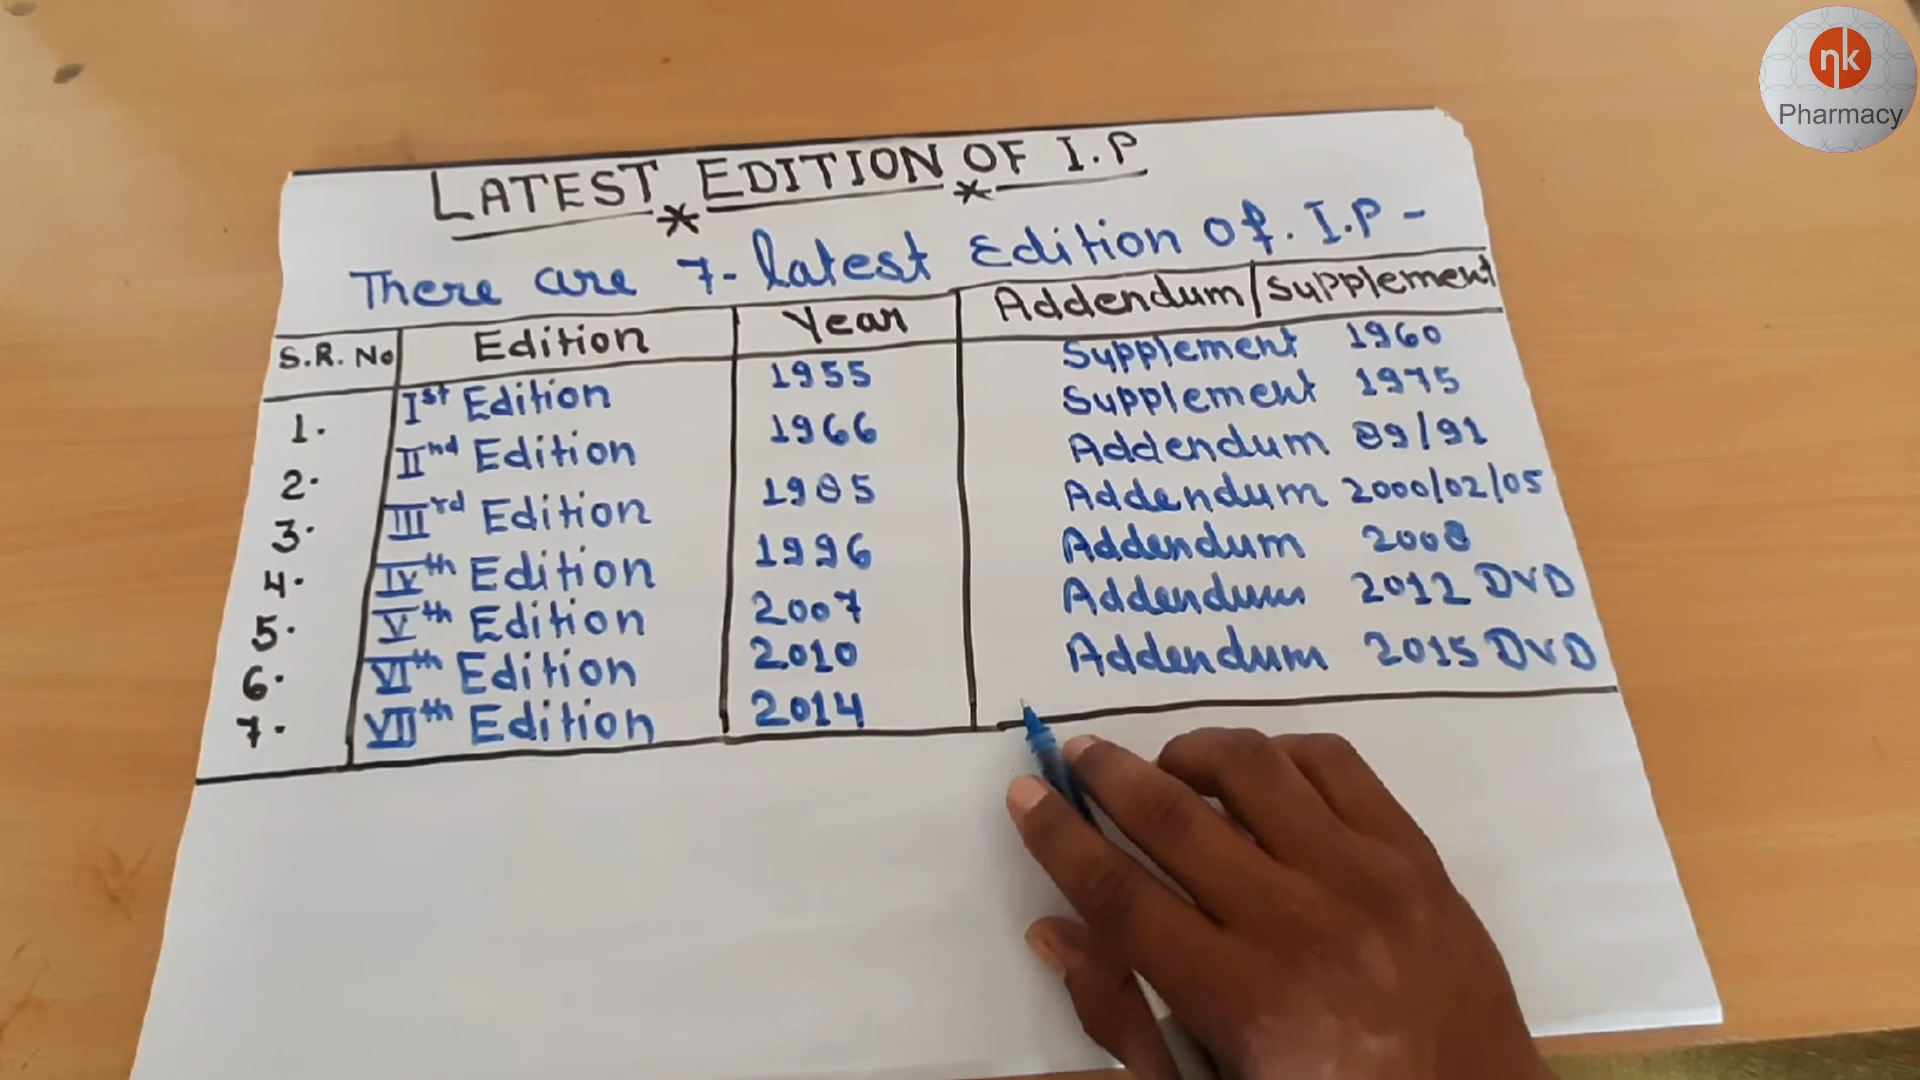 ηk
Pharmacy
LATEST EDITION OF I.P
There are 7- latest Edition Of. I.P -
S.R. No Edition Year Addendum/Supplement
1. Ist Edition 1955 Supplement 1960
2. IInd Edition 1966 Supplement 1975
3. IIIrd Edition 1985 Addendum 89/91
4. IVth Edition 1996 Addendum 2000/02/05
5. Vth Edition 2007 Addendum 2008
6. VIth Edition 2010 Addendum 2012 DVD
7. VIIth Edition 2014 Addendum 2015 DVD